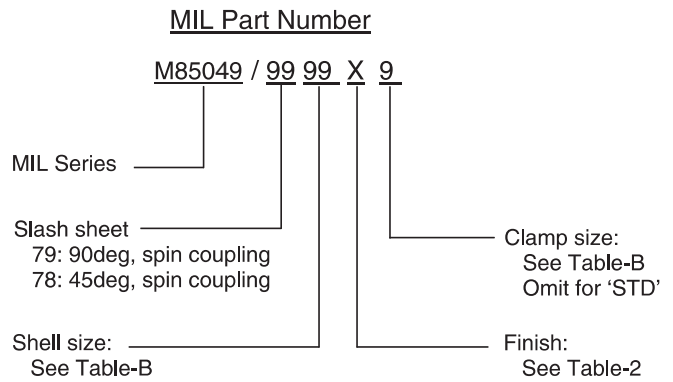 MIL Part Number
M85049 / 99 99 X 9
MIL Series
Slash sheet
79: 90deg, spin coupling
78: 45deg, spin coupling
Shell size:
See Table-B
Clamp size:
See Table-B
Omit for 'STD'
Finish:
See Table-2